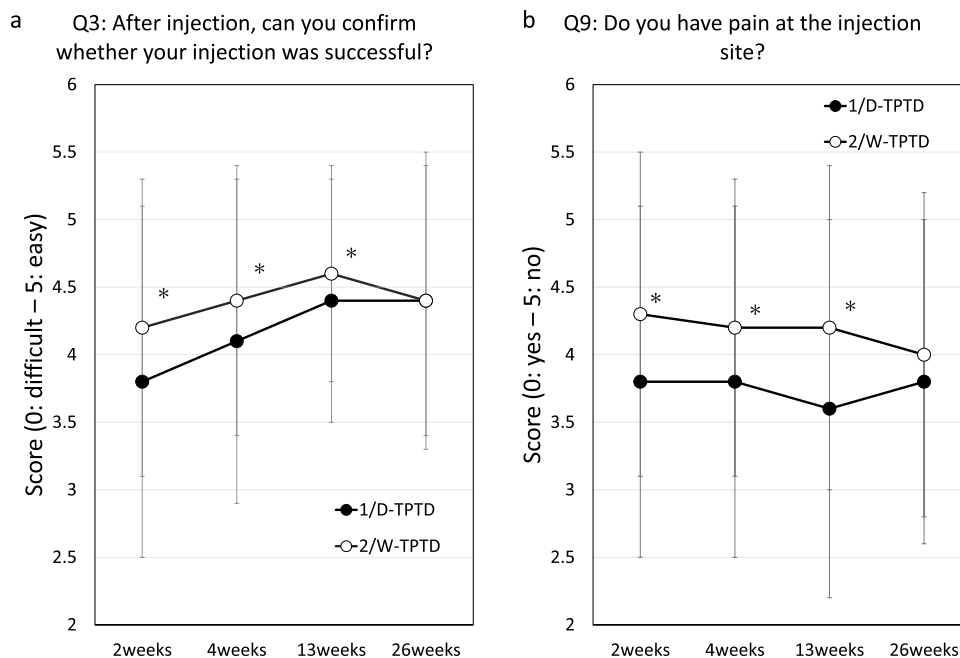 a
Q3: After injection, can you confirm
whether your injection was successful?
Score (0: difficult – 5: easy)
6
5.5
5
4.5
4
3.5
3
2.5
2
*
*
*
1/D-TPTD
2/W-TPTD
2weeks 4weeks 13weeks 26weeks
b
Q9: Do you have pain at the injection
site?
Score (0: yes – 5: no)
6
5.5
5
4.5
4
3.5
3
2.5
2
1/D-TPTD
2/W-TPTD
*
*
*
2weeks 4weeks 13weeks 26weeks